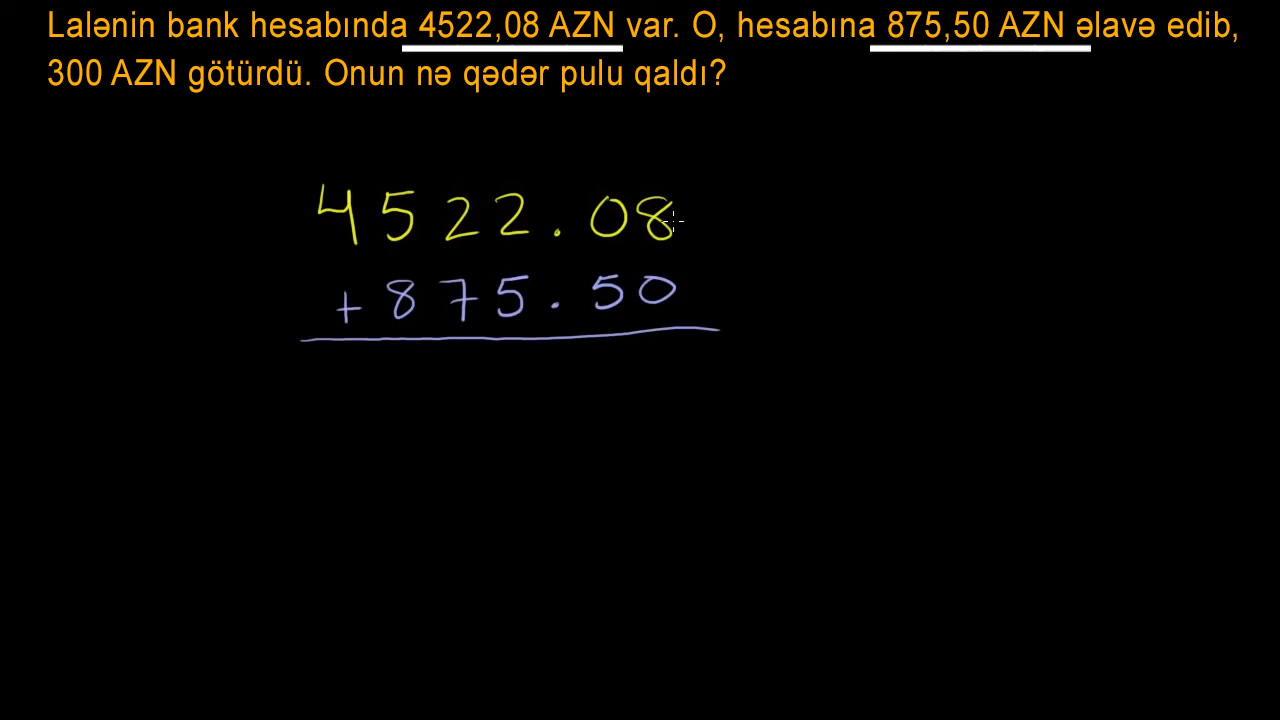 Lalənin bank hesabında 4522,08 AZN var. O, hesabına 875,50 AZN əlavə edib,
300 AZN götürdü. Onun nə qədər pulu qaldı?
4522.08
+875.50